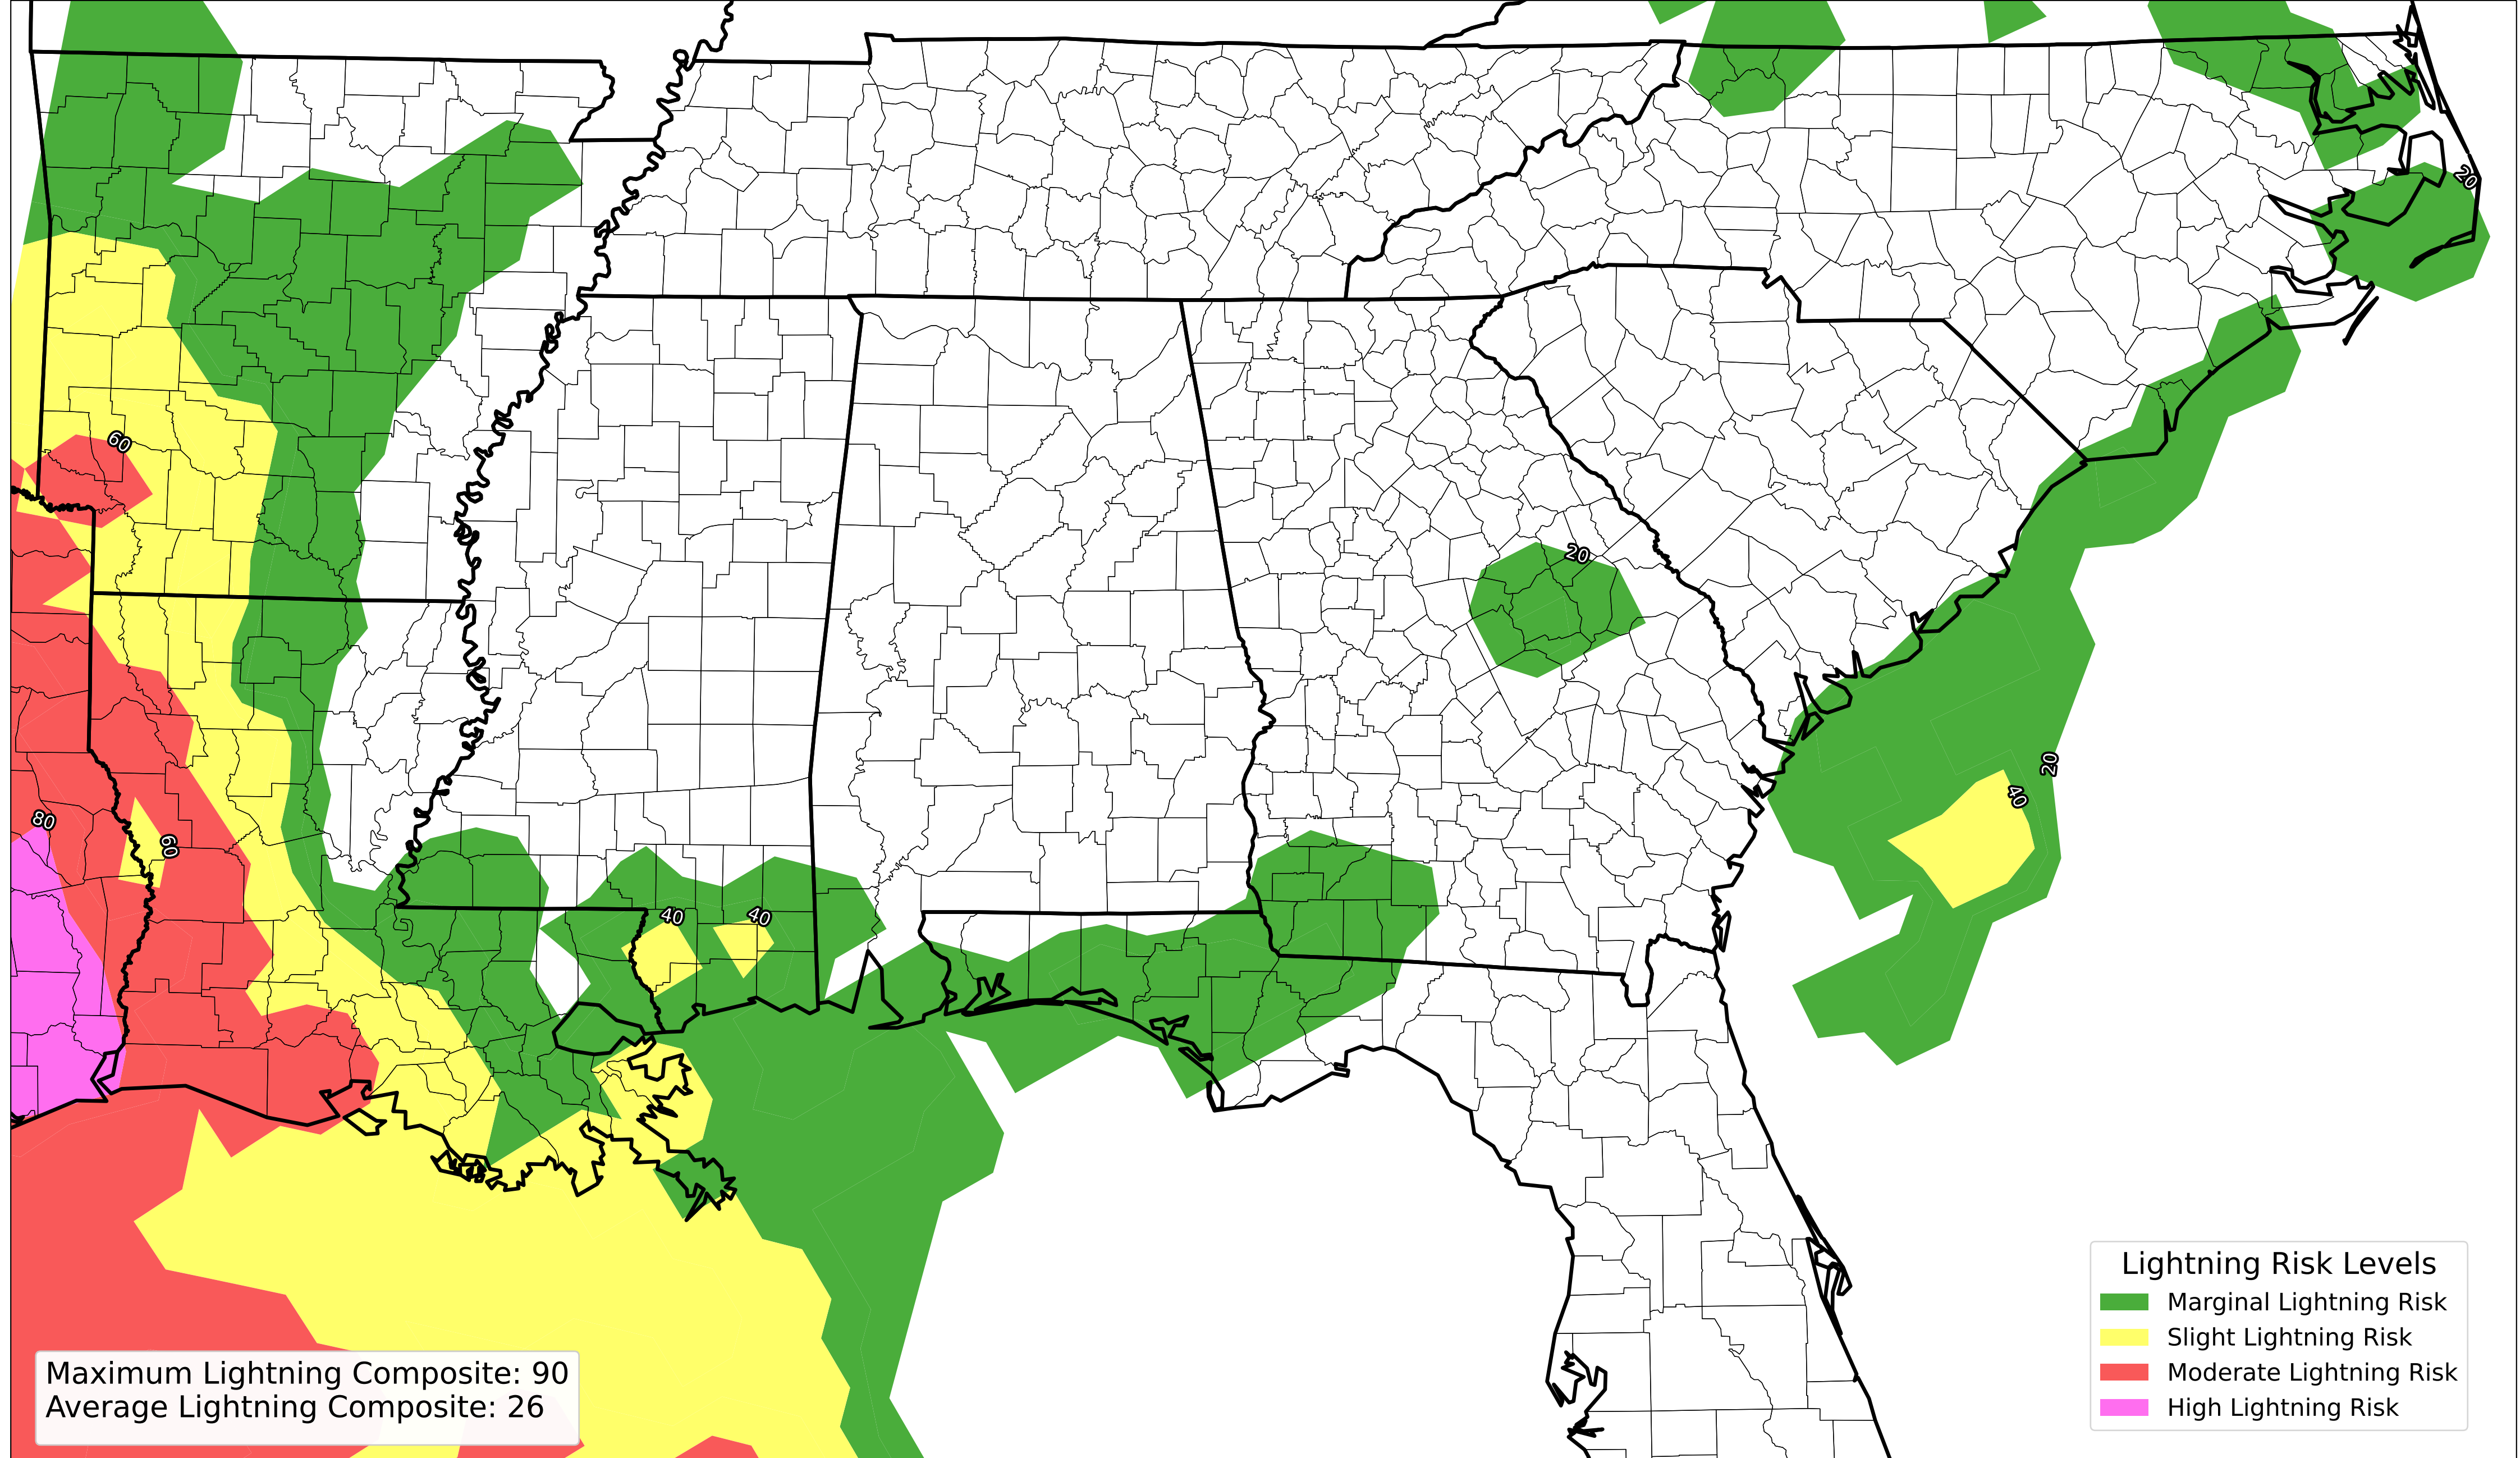 20
60
20
20
80
40
60
40
40
Lightning Risk Levels
Marginal Lightning Risk
Slight Lightning Risk
Moderate Lightning Risk
High Lightning Risk
Maximum Lightning Composite: 90
Average Lightning Composite: 26